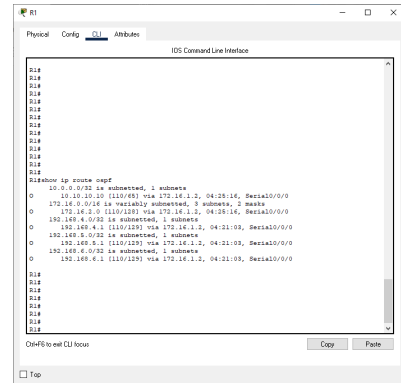 R1
Physical Config CLI Attributes
IOS Command Line Interface
R1#
R1#
R1#
R1#
R1#
R1#
R1#
R1#
R1#
R1#
R1#
R1#
R1#show ip route ospf
10.0.0.0/32 is subnetted, 1 subnets
O 10.10.10.10 [110/65] via 172.16.1.2, 04:25:16, Serial0/0/0
172.16.0.0/16 is variably subnetted, 3 subnets, 2 masks
O 172.16.2.0 [110/128] via 172.16.1.2, 04:25:16, Serial0/0/0
192.168.4.0/32 is subnetted, 1 subnets
O 192.168.4.1 [110/129] via 172.16.1.2, 04:21:03, Serial0/0/0
192.168.5.0/32 is subnetted, 1 subnets
O 192.168.5.1 [110/129] via 172.16.1.2, 04:21:03, Serial0/0/0
192.168.6.0/32 is subnetted, 1 subnets
O 192.168.6.1 [110/129] via 172.16.1.2, 04:21:03, Serial0/0/0
R1#
R1#
R1#
R1#
R1#
R1#
R1#
Ctrl+F6 to exit CLI focus
Copy Paste
Top